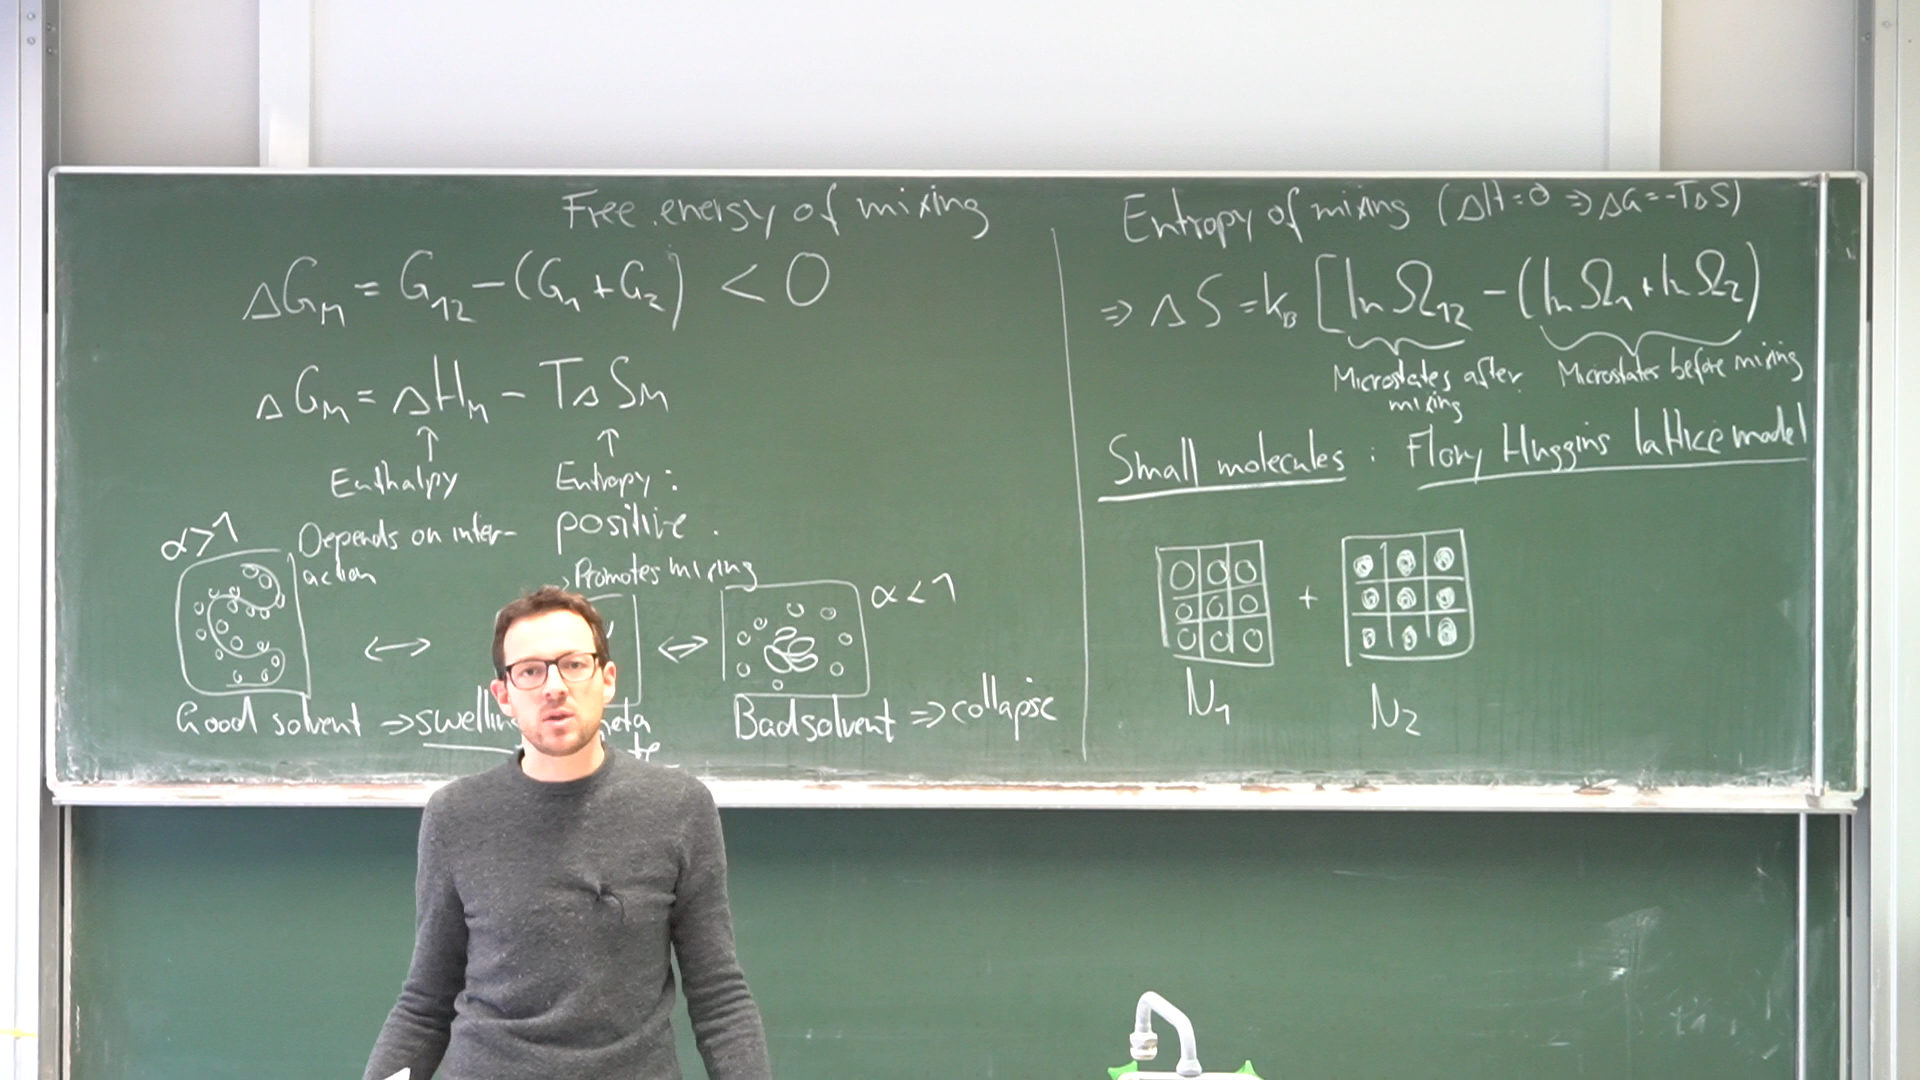 Free energy of mixing
ΔG_M = G_12 - (G_1 + G_2) < 0
ΔG_M = ΔH_M - TΔS_M
↑ ↑
Enthalpy
Entropy :
Depends on inter-
action
positive.
Promotes mixing
α>1
α<1
Good solvent ⇒ swellin
eta
te
Bad solvent ⇒ collapse
Entropy of mixing (ΔH=0 ⇒ ΔG=-TΔS)
⇒ ΔS = k_B [ln Ω_12 - (ln Ω_1 + ln Ω_2)
Microstates after
mixing
Microstates before mixing
Small molecules : Flory Huggins lattice model
+
N_1
N_2